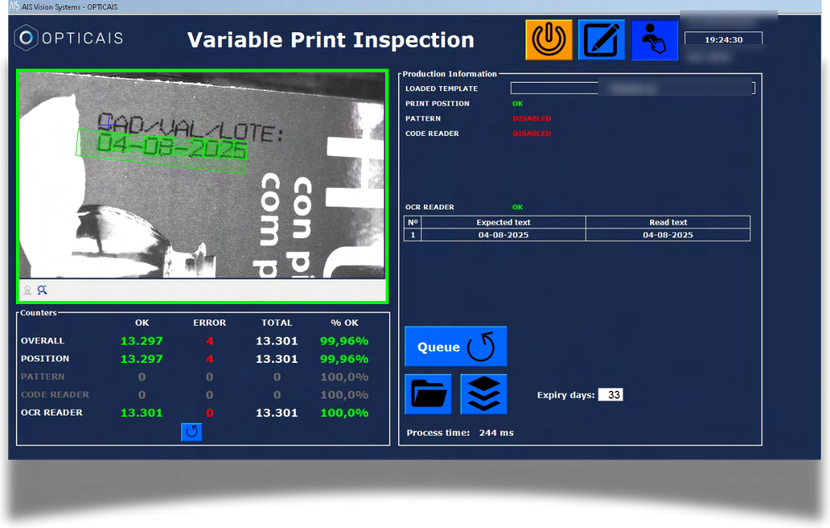 AIS Vision Systems - OPTICAIS
OPTICAIS
Variable Print Inspection
19:24:30
CAD/VAL/LOTE:
04-08-2025
con pi
com p
Counters
OK ERROR TOTAL % OK
OVERALL 13.297 4 13.301 99,96%
POSITION 13.297 4 13.301 99,96%
PATTERN 0 0 0 100,0%
CODE READER 0 0 0 100,0%
OCR READER 13.301 0 13.301 100,0%
Production Information
LOADED TEMPLATE
PRINT POSITION OK
PATTERN DISABLED
CODE READER DISABLED
OCR READER OK
Nº Expected text Read text
1 04-08-2025 04-08-2025
Queue
Expiry days: 33
Process time: 244 ms